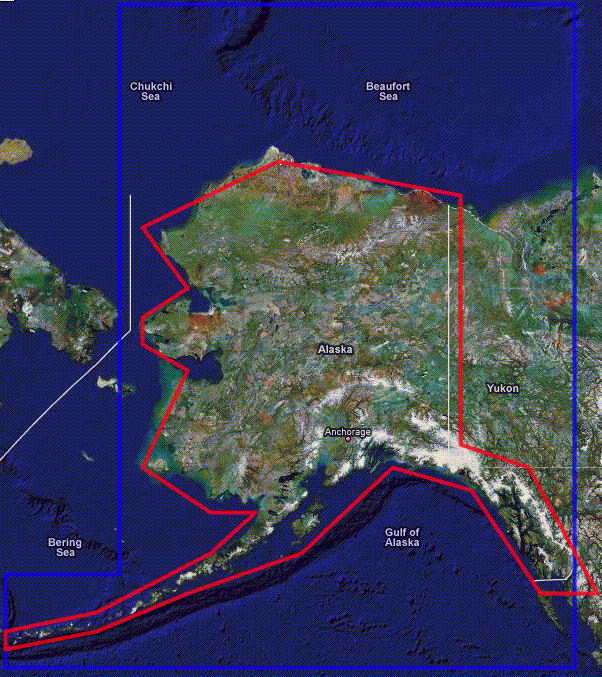 Chukchi
Sea
Beaufort
Sea
Alaska
Yukon
Anchorage
Gulf of
Alaska
Bering
Sea